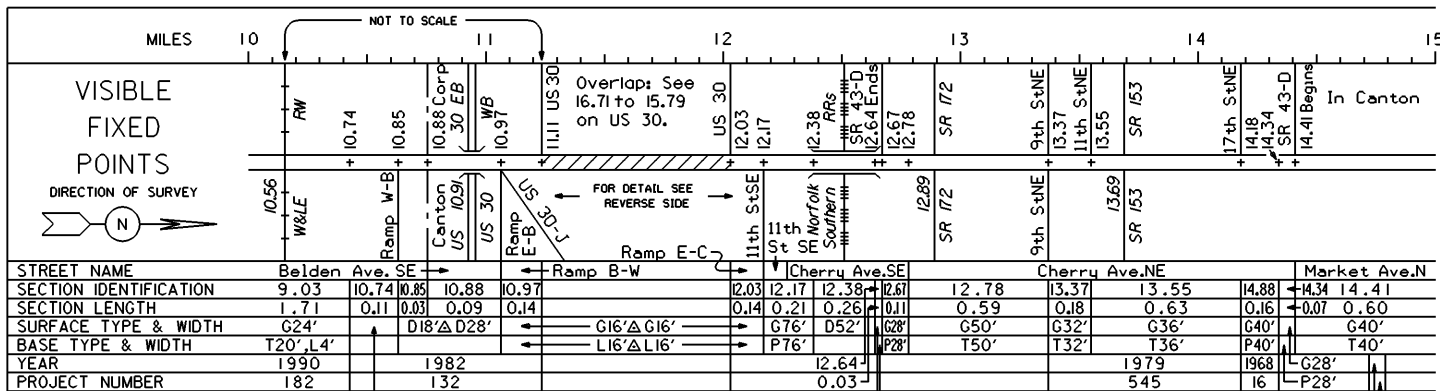 NOT TO SCALE
MILES 10 11 12 13 14 15
VISIBLE
FIXED
POINTS
DIRECTION OF SURVEY
N
RW
10.74
10.85
10.88 Corp
30 EB
WB
10.97
11.11 US 30
Overlap: See
16.71 to 15.79
on US 30.
US 30
12.03
12.17
12.38
RRs
SR 43-D
12.64 Ends
12.67
12.78
SR 172
9th StNE
13.37
11th StNE
13.55
SR 153
17th StNE
14.18
14.34
SR 43-D
14.41 Begins
In Canton
10.56
W&LE
Ramp W-B
Canton
US 10.91
US 30
Ramp
E-B
US 30-J
FOR DETAIL SEE
REVERSE SIDE
Ramp E-C
11th StSE
11th
St SE
Norfolk
Southern
12.89
SR 172
9th StNE
13.69
SR 153
STREET NAME Belden Ave. SE Ramp B-W Cherry Ave.SE Cherry Ave.NE Market Ave.N
SECTION IDENTIFICATION 9.03 10.74 10.85 10.88 10.97 12.03 12.17 12.38 12.67 12.78 13.37 13.55 14.88 14.34 14.41
SECTION LENGTH 1.71 0.11 0.03 0.09 0.14 0.14 0.21 0.26 0.11 0.59 0.18 0.63 0.16 0.07 0.60
SURFACE TYPE & WIDTH G24' D18'Δ D28' G16'Δ G16' G76' D52' G28' G50' G32' G36' G40' G40'
BASE TYPE & WIDTH T20',L4' L16'Δ L16' P76' P28' T50' T32' T36' P40' T40'
YEAR 1990 1982 12.64 1979 1968 G28'
PROJECT NUMBER 182 132 0.03 545 16 P28'